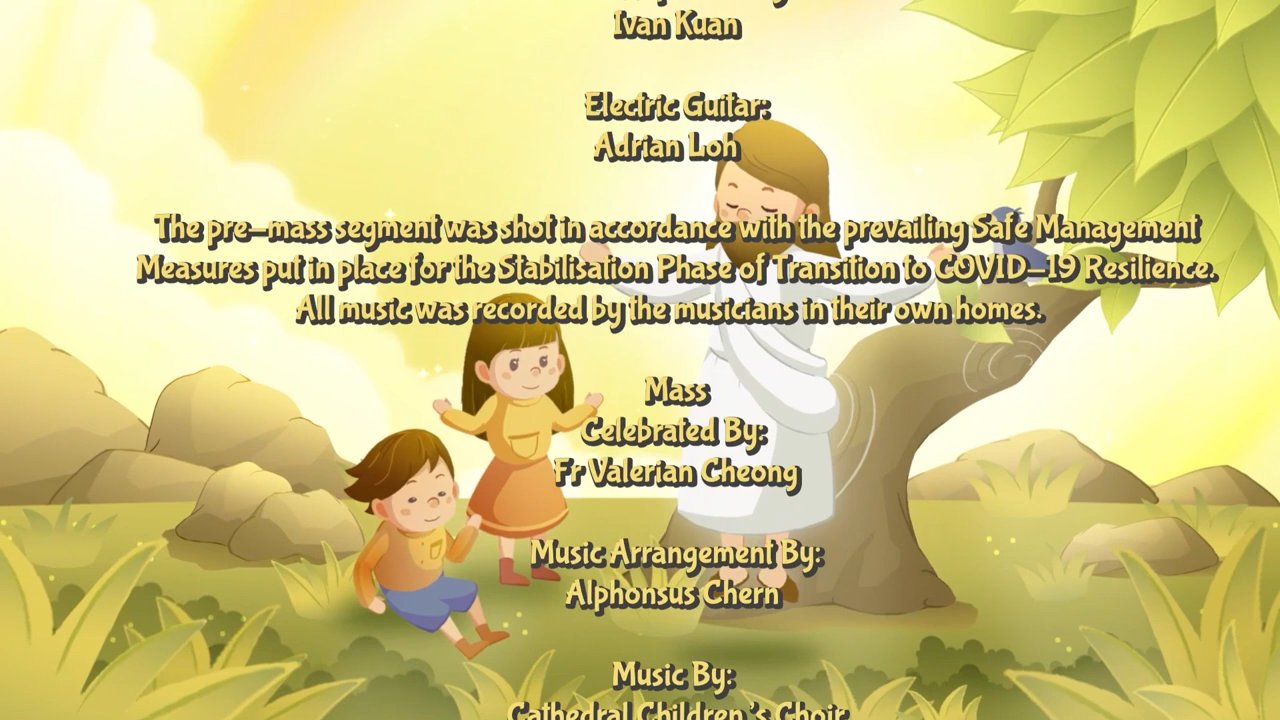 Ivan Kuan
Electric Guitar:
Adrian Loh
The pre-mass segment was shot in accordance with the prevailing Safe Management
Measures put in place for the Stabilisation Phase of Transition to COVID-19 Resilience.
All music was recorded by the musicians in their own homes.
Mass
Celebrated By:
Fr Valerian Cheong
Music Arrangement By:
Alphonsus Chern
Music By:
Cathedral Children's Choir